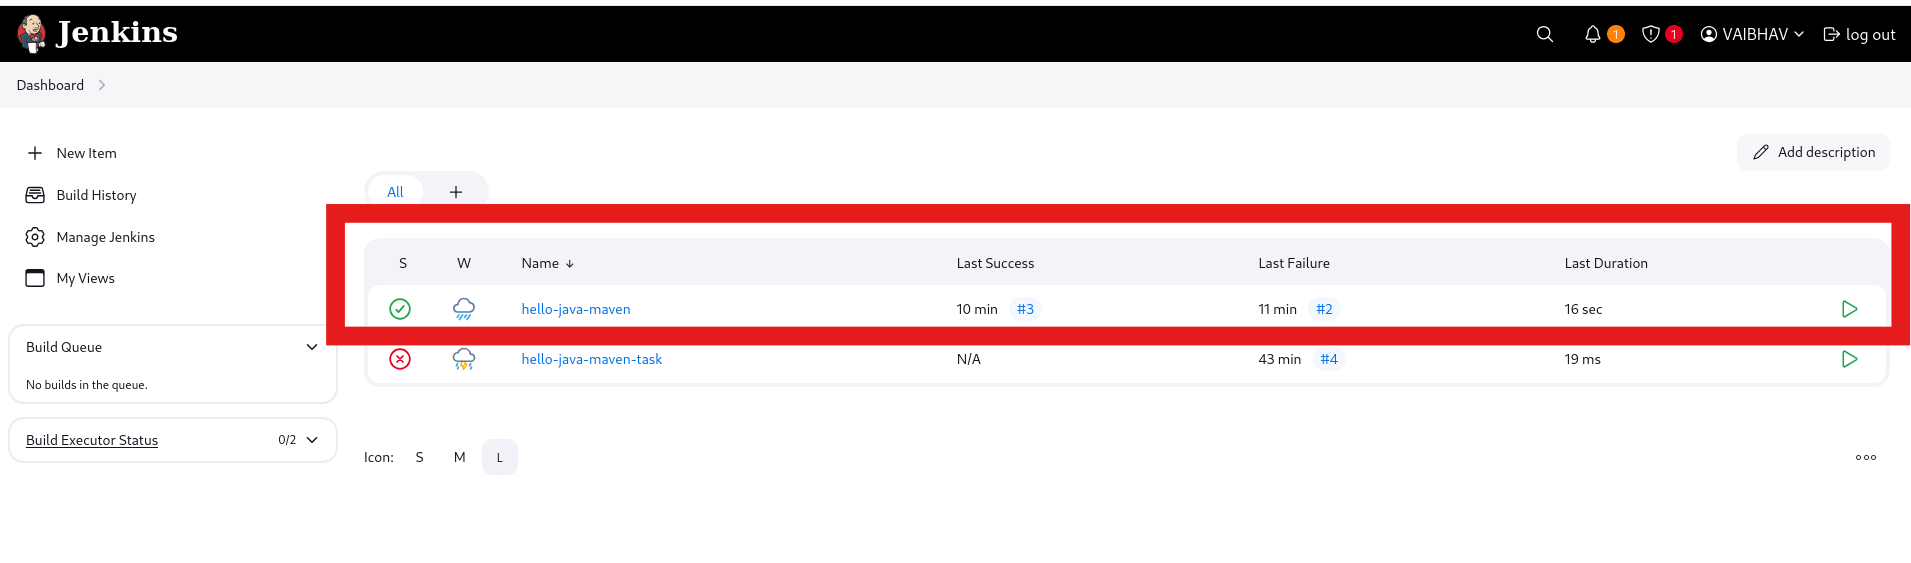 Jenkins
1 1 VAIBHAV log out
Dashboard
New Item
Build History
Manage Jenkins
My Views
Build Queue
No builds in the queue.
Build Executor Status 0/2
Add description
All +
S W Name ↓ Last Success Last Failure Last Duration
hello-java-maven 10 min #3 11 min #2 16 sec
hello-java-maven-task N/A 43 min #4 19 ms
Icon: S M L